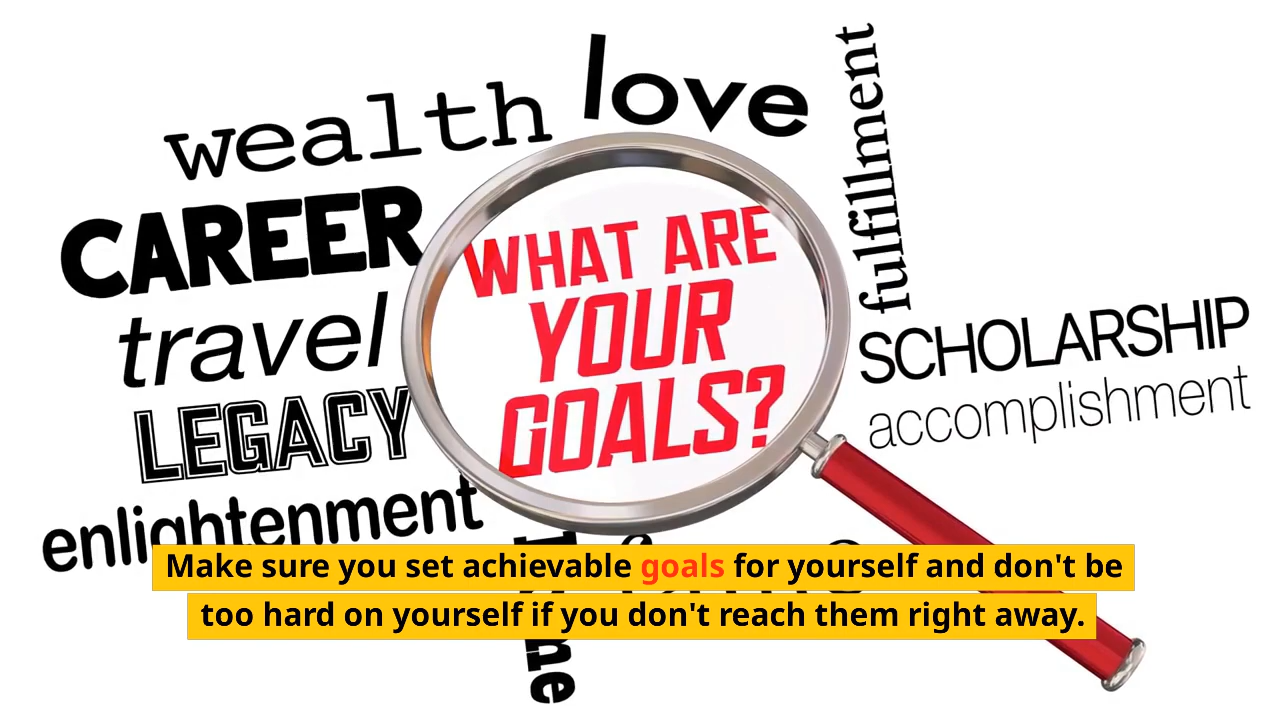 wealth
love
fulfillment
CAREER
WHAT ARE
YOUR
GOALS?
travel
SCHOLARSHIP
accomplishment
LEGACY
enlightenment
Make sure you set achievable goals for yourself and don't be
too hard on yourself if you don't reach them right away.